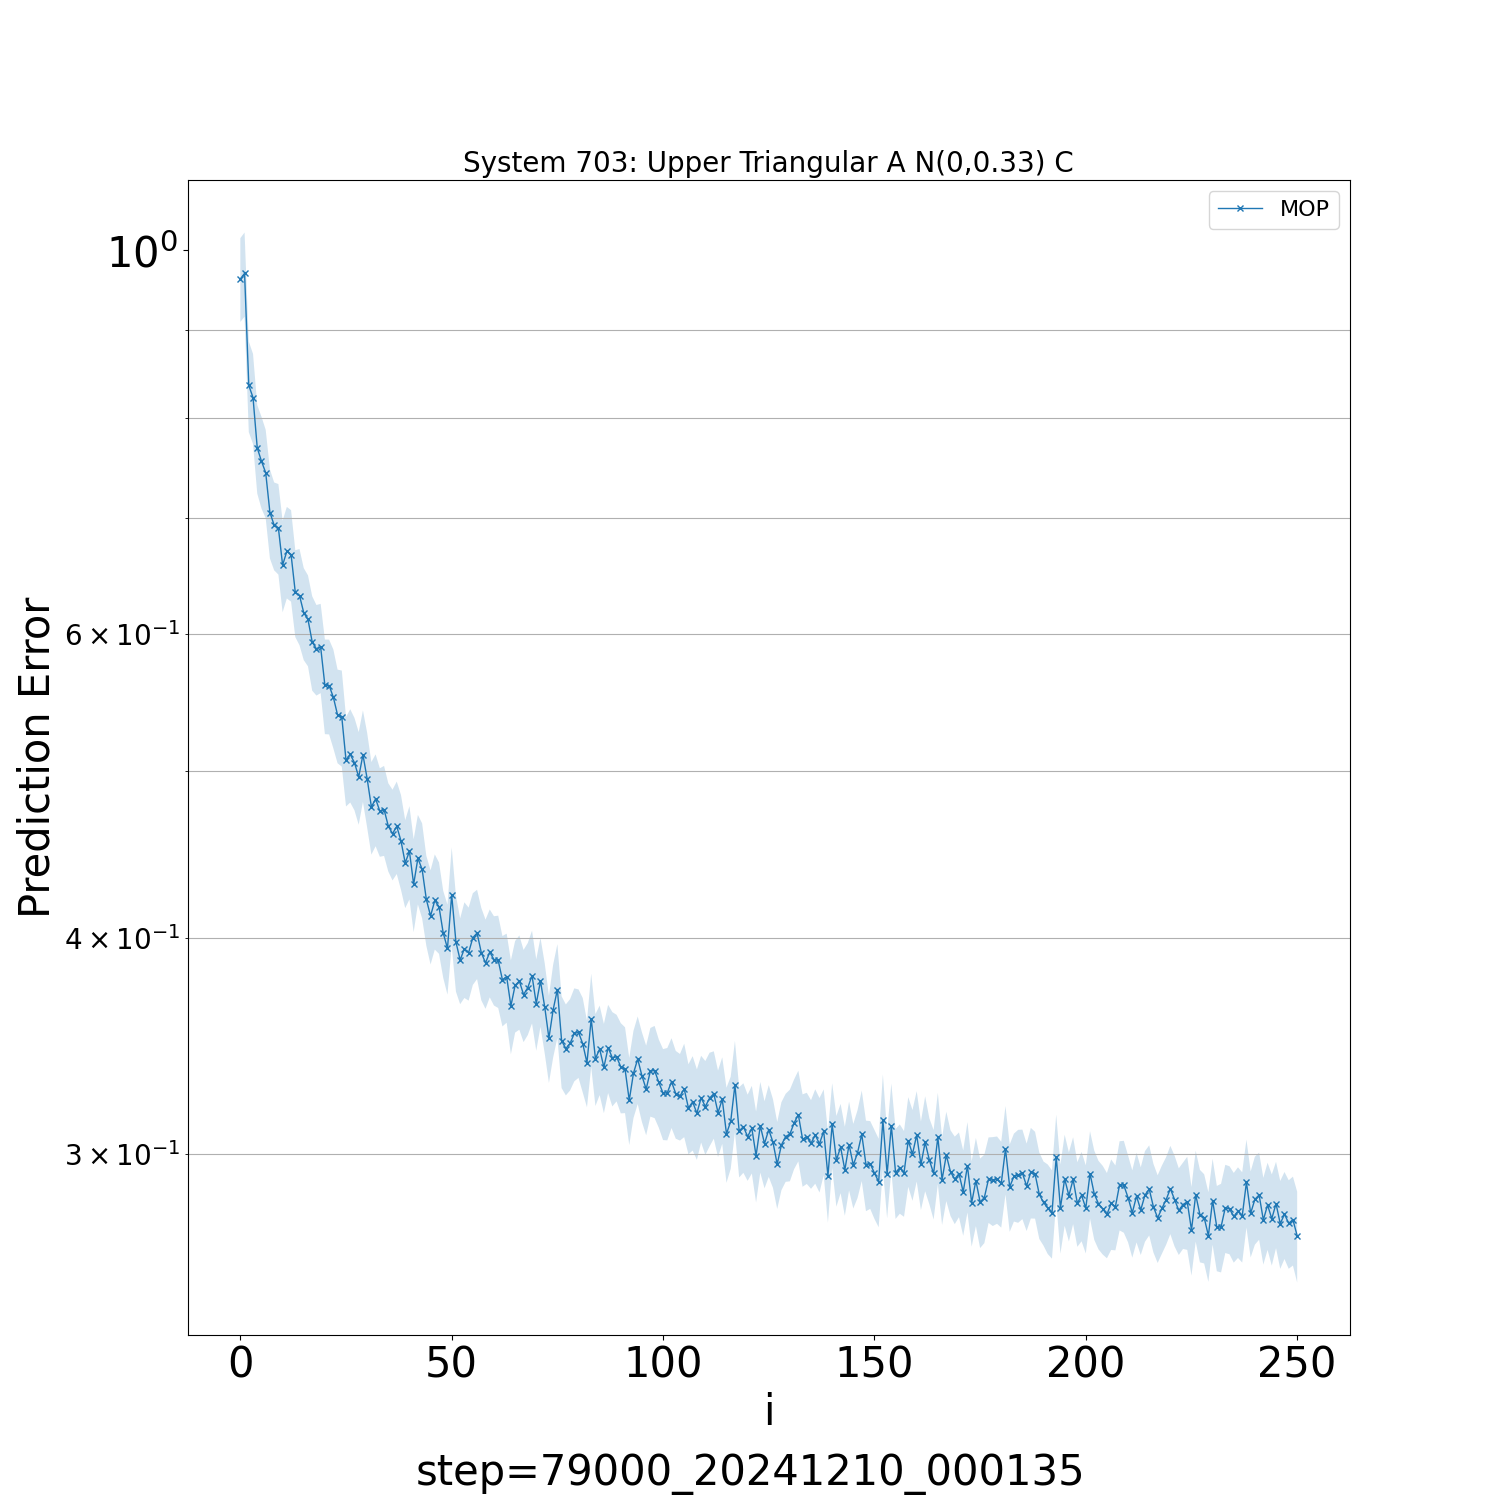 System 703: Upper Triangular A N(0,0.33) C
MOP
10⁰
6 × 10⁻¹
4 × 10⁻¹
3 × 10⁻¹
Prediction Error
0 50 100 150 200 250
i
step=79000_20241210_000135